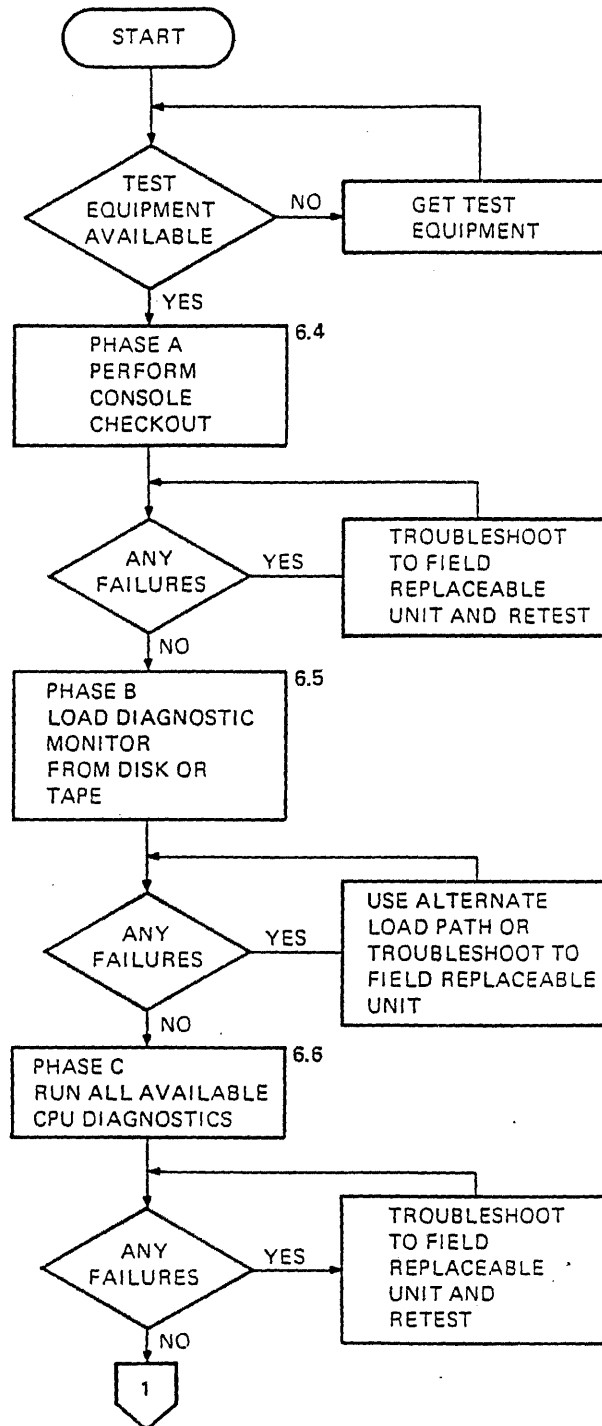 START
TEST
EQUIPMENT
AVAILABLE
NO
GET TEST
EQUIPMENT
YES
6.4
PHASE A
PERFORM
CONSOLE
CHECKOUT
ANY
FAILURES
YES
TROUBLESHOOT
TO FIELD
REPLACEABLE
UNIT AND RETEST
NO
6.5
PHASE B
LOAD DIAGNOSTIC
MONITOR
FROM DISK OR
TAPE
ANY
FAILURES
YES
USE ALTERNATE
LOAD PATH OR
TROUBLESHOOT TO
FIELD REPLACEABLE
UNIT
NO
6.6
PHASE C
RUN ALL AVAILABLE
CPU DIAGNOSTICS
ANY
FAILURES
YES
TROUBLESHOOT
TO FIELD
REPLACEABLE
UNIT AND
RETEST
NO
1